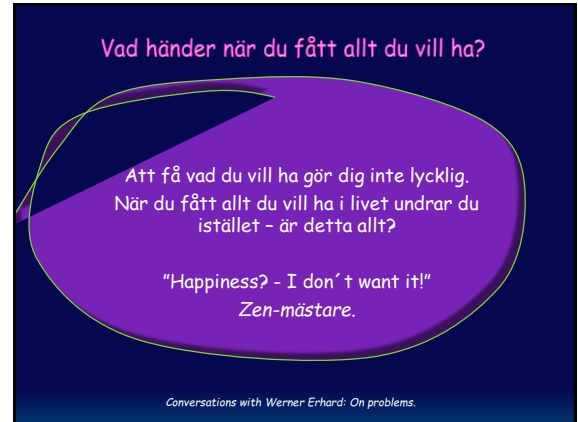 Vad händer när du fått allt du vill ha?
Att få vad du vill ha gör dig inte lycklig.
När du fått allt du vill ha i livet undrar du
istället – är detta allt?
”Happiness? - I don´t want it!”
Zen-mästare.
Conversations with Werner Erhard: On problems.